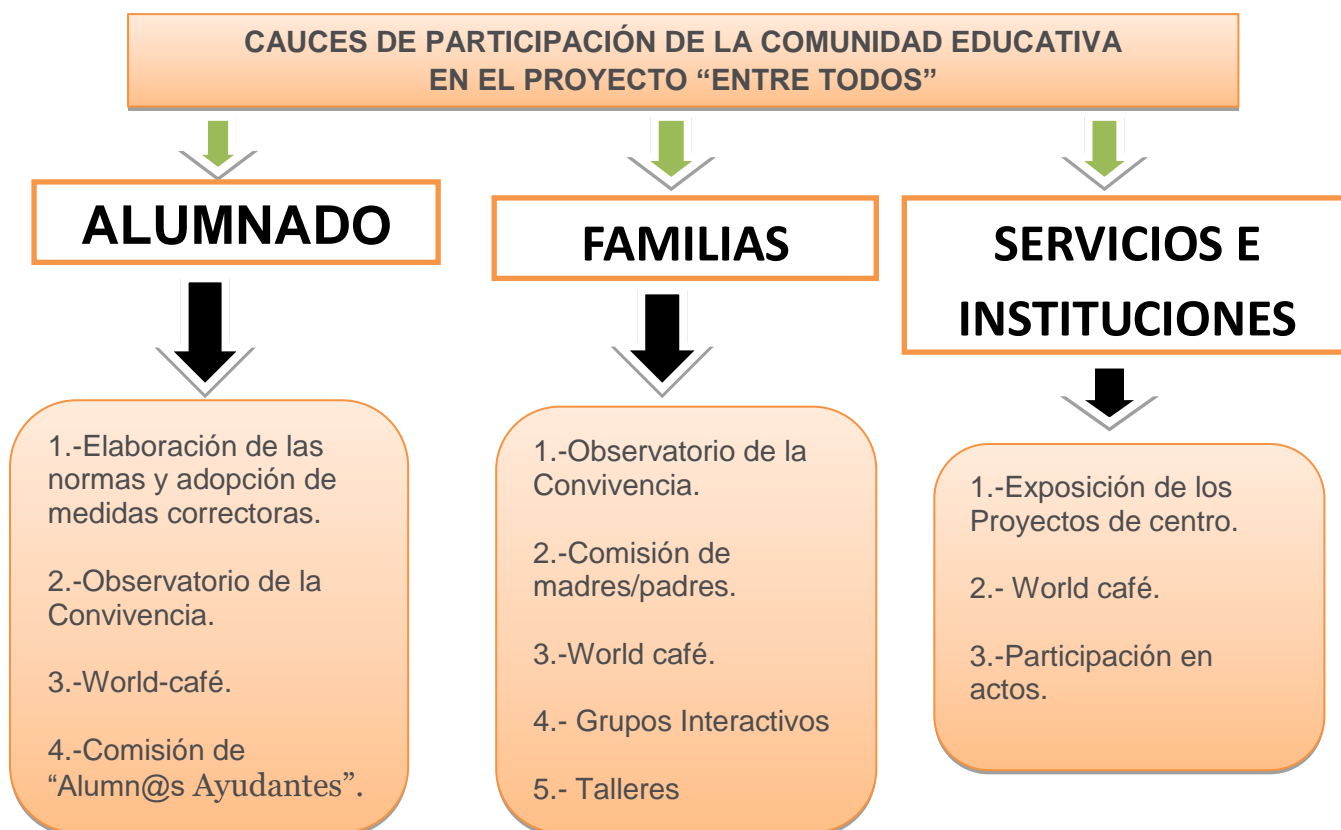 CAUCES DE PARTICIPACIÓN DE LA COMUNIDAD EDUCATIVA
EN EL PROYECTO “ENTRE TODOS”
ALUMNADO
1.-Elaboración de las
normas y adopción de
medidas correctoras.
2.-Observatorio de la
Convivencia.
3.-World-café.
4.-Comisión de
“Alumn@s Ayudantes”.
FAMILIAS
1.-Observatorio de la
Convivencia.
2.-Comisión de
madres/padres.
3.-World café.
4.- Grupos Interactivos
5.- Talleres
SERVICIOS E
INSTITUCIONES
1.-Exposición de los
Proyectos de centro.
2.- World café.
3.-Participación en
actos.